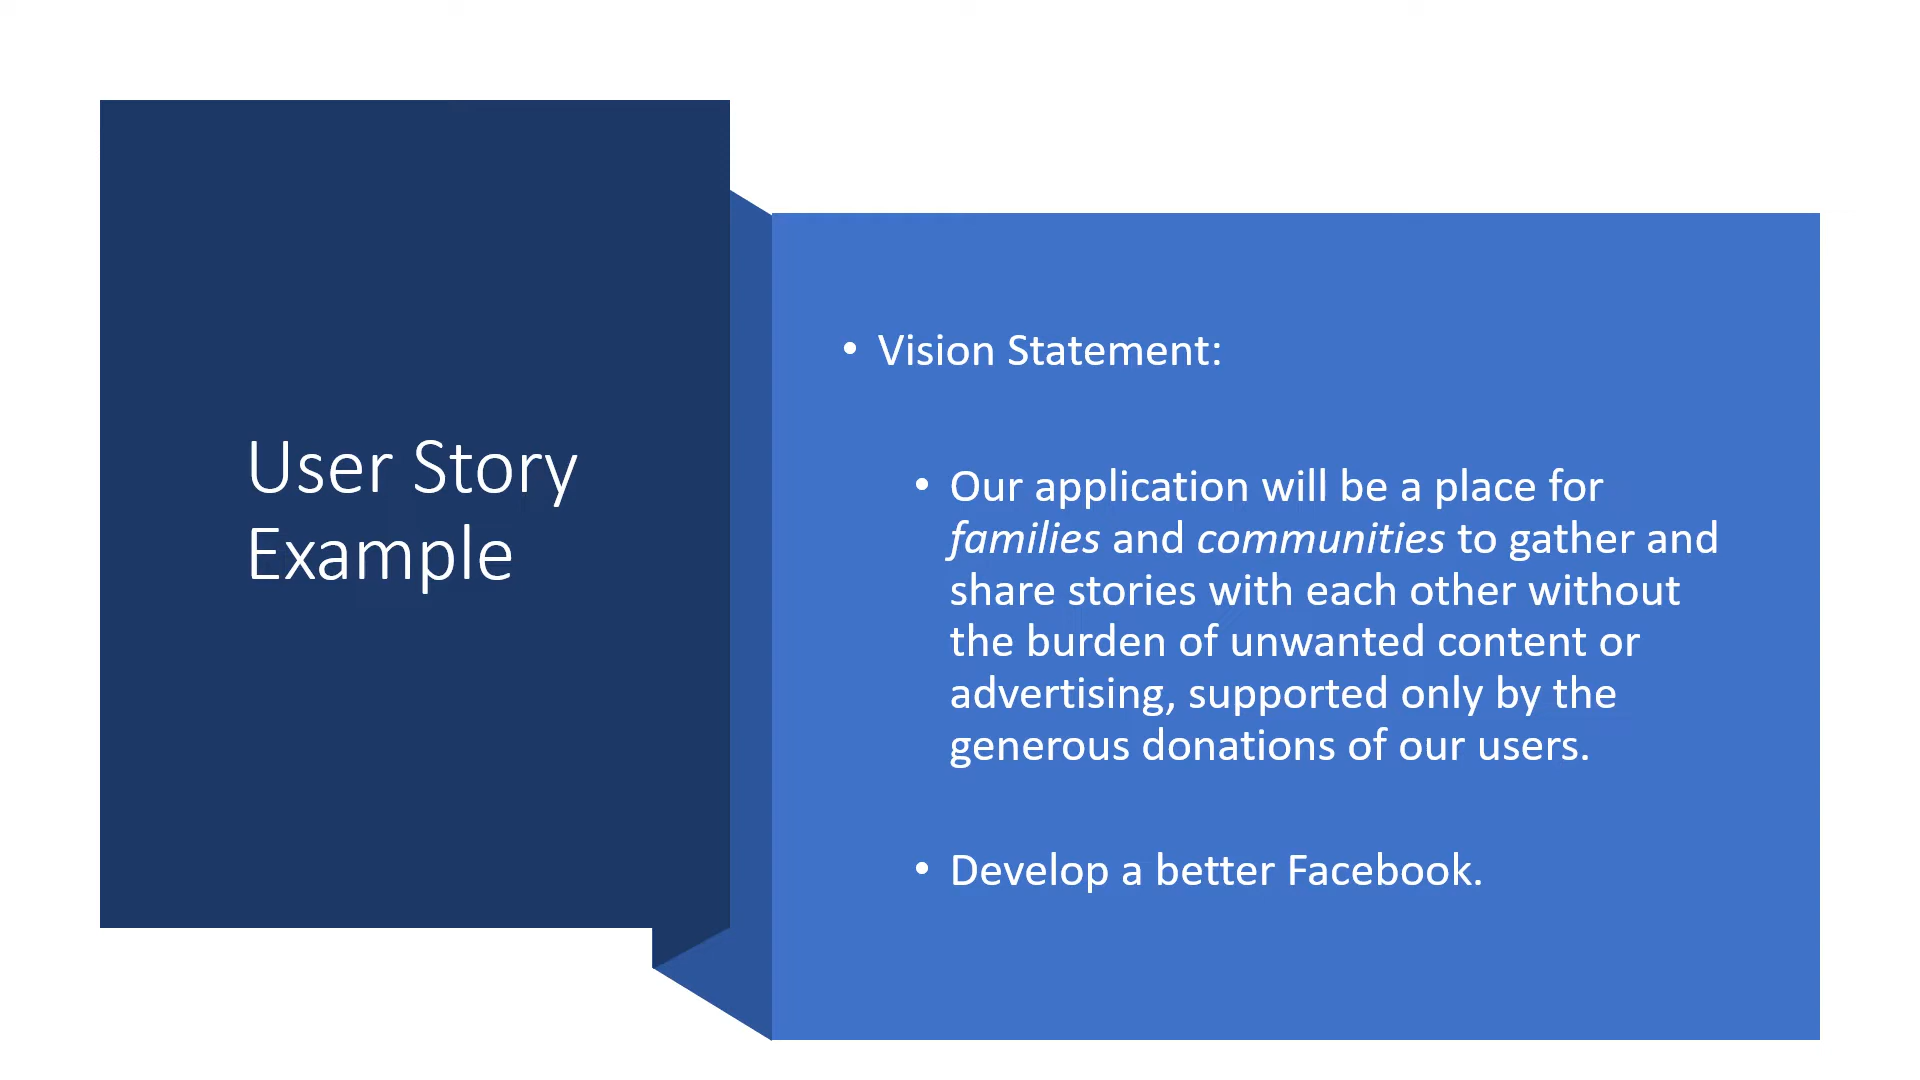 User Story
Example
• Vision Statement:
• Our application will be a place for
families and communities to gather and
share stories with each other without
the burden of unwanted content or
advertising, supported only by the
generous donations of our users.
• Develop a better Facebook.